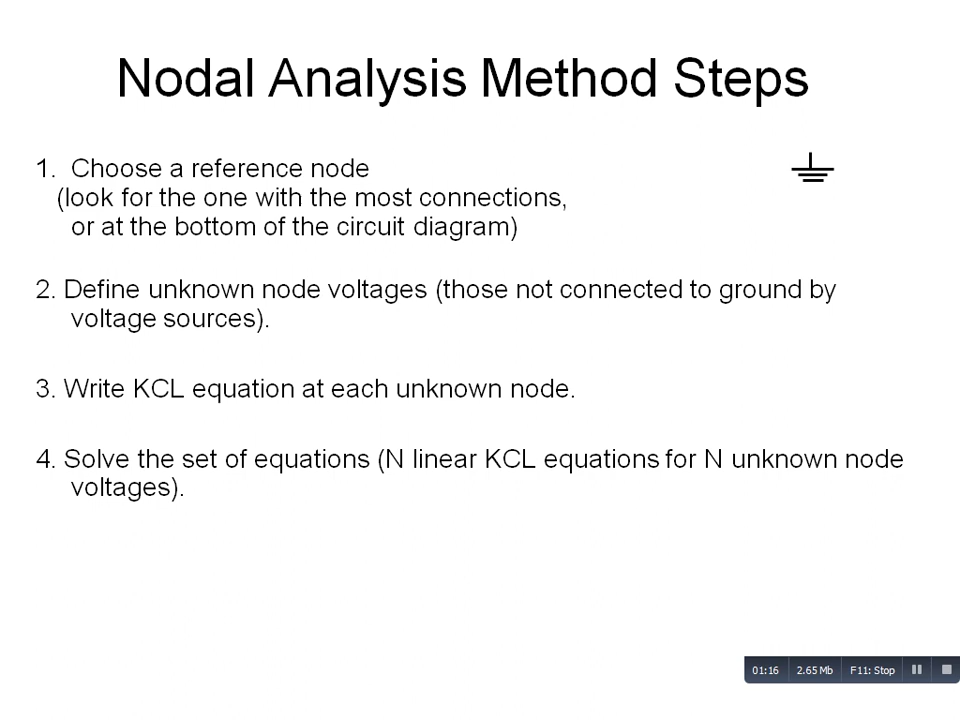 Nodal Analysis Method Steps
1. Choose a reference node
(look for the one with the most connections,
or at the bottom of the circuit diagram)
2. Define unknown node voltages (those not connected to ground by
voltage sources).
3. Write KCL equation at each unknown node.
4. Solve the set of equations (N linear KCL equations for N unknown node
voltages).
01:16 2.65 Mb F11: Stop